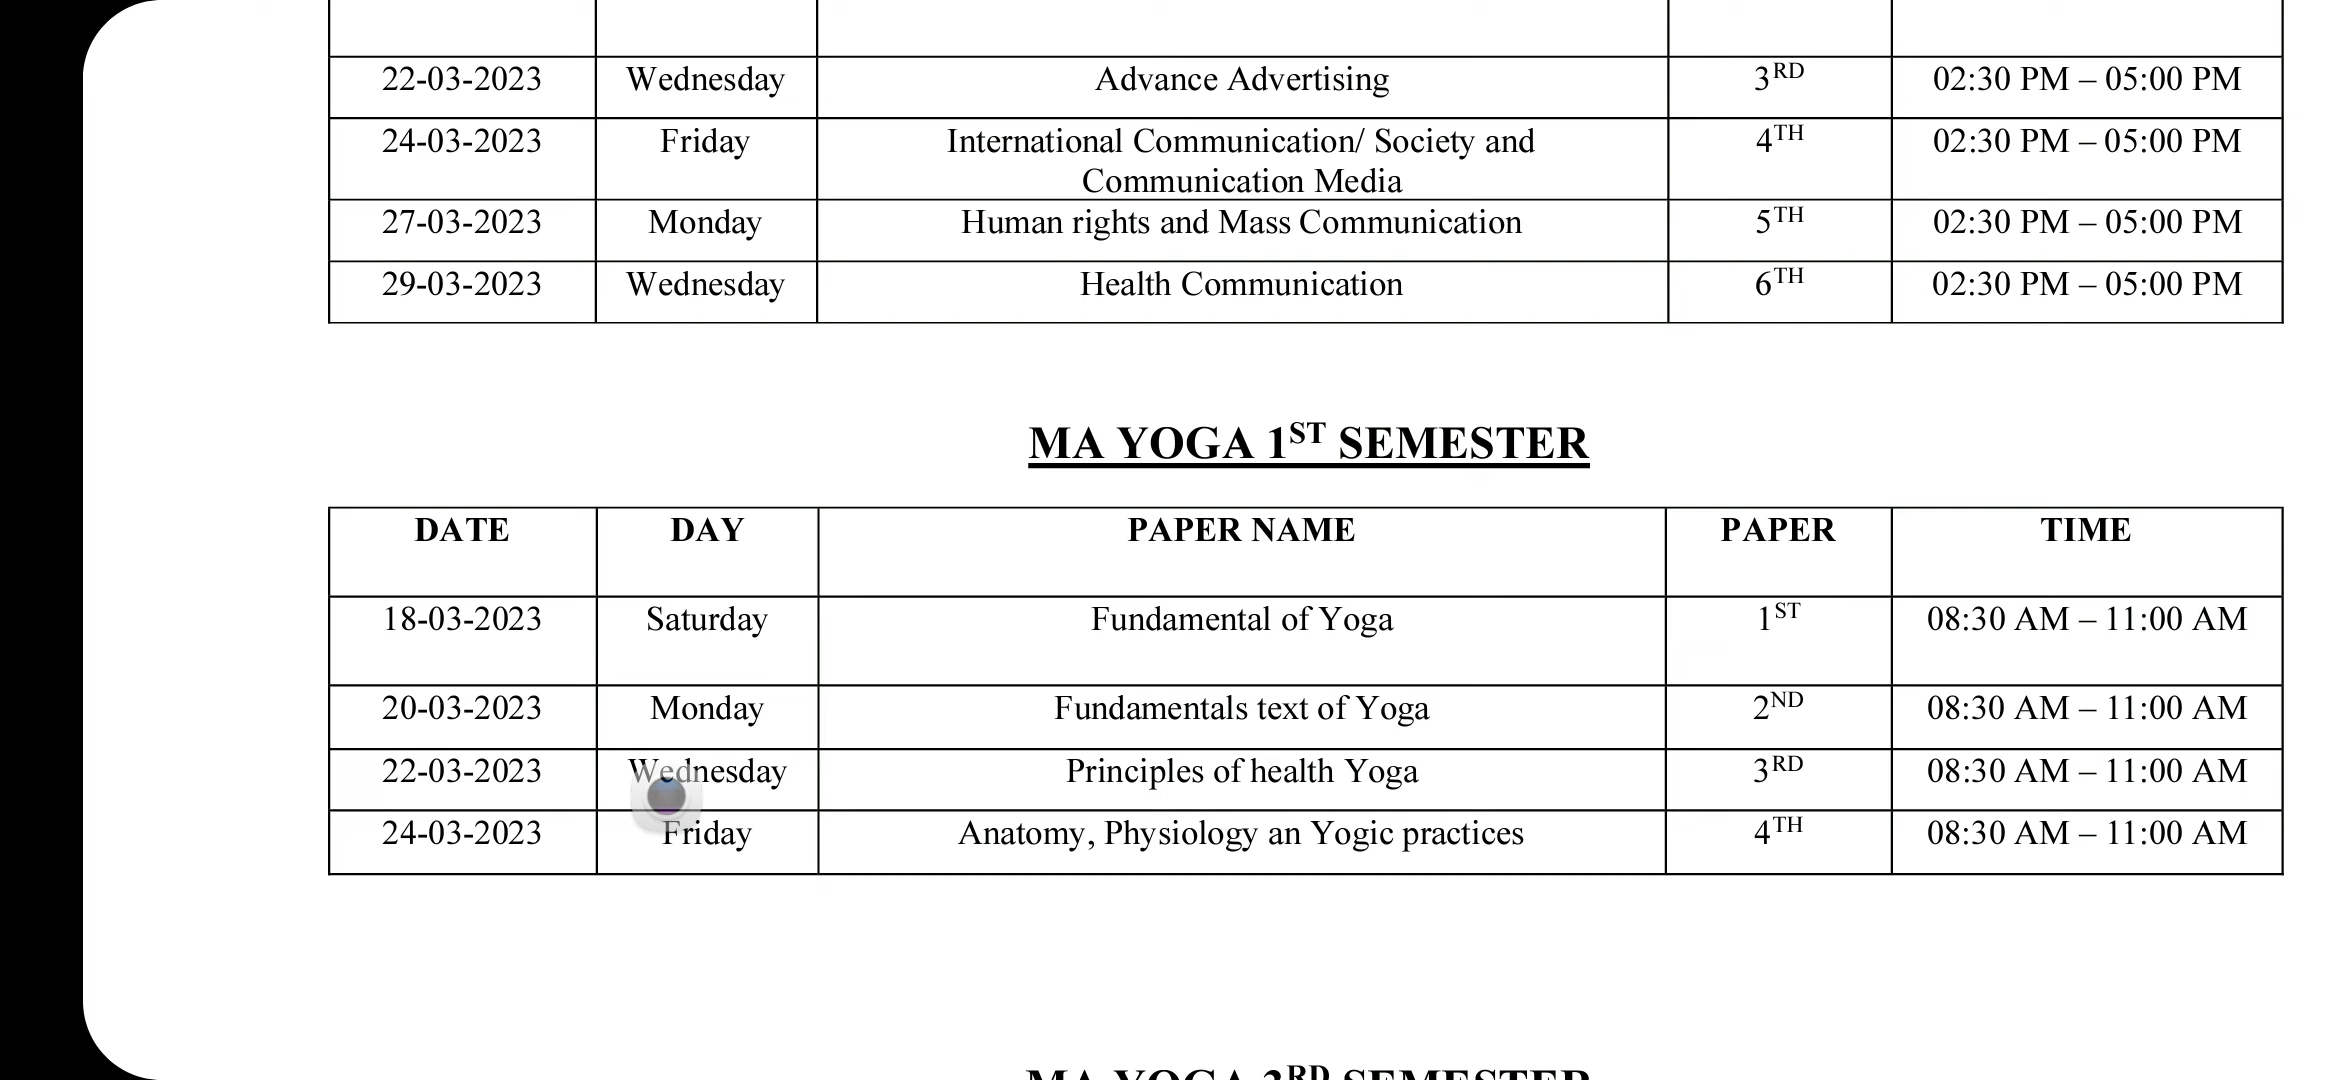 22-03-2023 Wednesday Advance Advertising 3RD 02:30 PM – 05:00 PM
24-03-2023 Friday International Communication/ Society and 4TH 02:30 PM – 05:00 PM
Communication Media
27-03-2023 Monday Human rights and Mass Communication 5TH 02:30 PM – 05:00 PM
29-03-2023 Wednesday Health Communication 6TH 02:30 PM – 05:00 PM
MA YOGA 1ST SEMESTER
DATE DAY PAPER NAME PAPER TIME
18-03-2023 Saturday Fundamental of Yoga 1ST 08:30 AM – 11:00 AM
20-03-2023 Monday Fundamentals text of Yoga 2ND 08:30 AM – 11:00 AM
22-03-2023 Wednesday Principles of health Yoga 3RD 08:30 AM – 11:00 AM
24-03-2023 Friday Anatomy, Physiology an Yogic practices 4TH 08:30 AM – 11:00 AM
MA YOGA 3RD SEMESTER